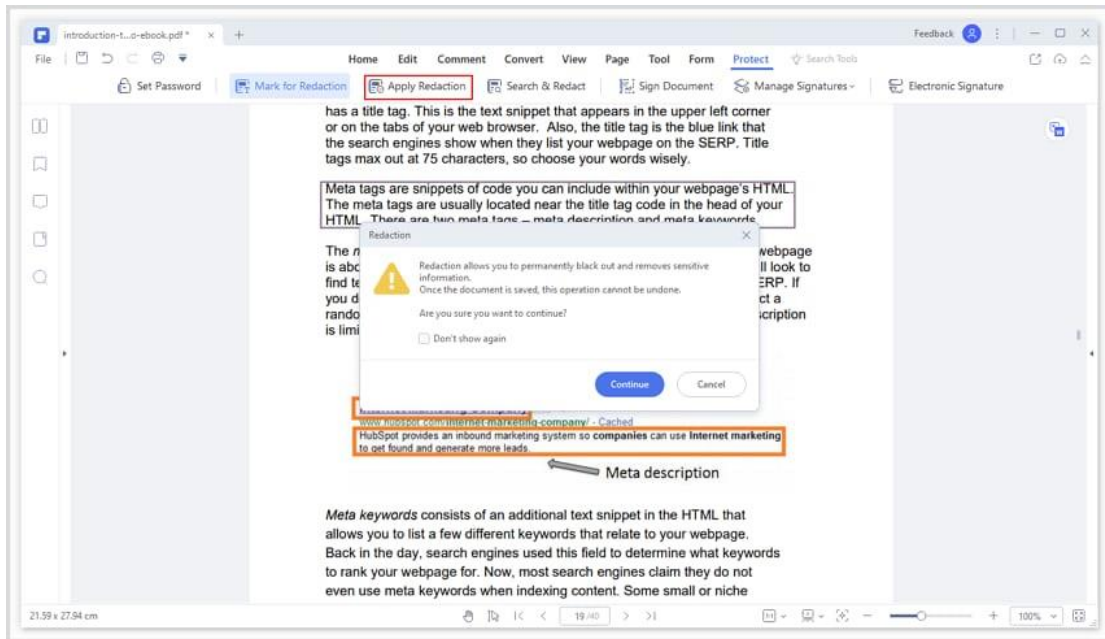 introduction-t...o-ebook.pdf * × + Feedback
File Home Edit Comment Convert View Page Tool Form Protect Search Tools
Set Password Mark for Redaction Apply Redaction Search & Redact Sign Document Manage Signatures Electronic Signature
has a title tag. This is the text snippet that appears in the upper left corner
or on the tabs of your web browser. Also, the title tag is the blue link that
the search engines show when they list your webpage on the SERP. Title
tags max out at 75 characters, so choose your words wisely.
Meta tags are snippets of code you can include within your webpage's HTML.
The meta tags are usually located near the title tag code in the head of your
HTML. There are two meta tags – meta description and meta keywords.
The webpage
is abo ll look to
find te ERP. If
you d ct a
rando scription
is limi
Redaction
Redaction allows you to permanently black out and removes sensitive
information.
Once the document is saved, this operation cannot be undone.
Are you sure you want to continue?
Don't show again
Continue Cancel
www.hubspot.com/internet-marketing-company/ - Cached
HubSpot provides an inbound marketing system so companies can use Internet marketing
to get found and generate more leads.
Meta description
Meta keywords consists of an additional text snippet in the HTML that
allows you to list a few different keywords that relate to your webpage.
Back in the day, search engines used this field to determine what keywords
to rank your webpage for. Now, most search engines claim they do not
even use meta keywords when indexing content. Some small or niche
21.59 x 27.94 cm 19 /40 100%